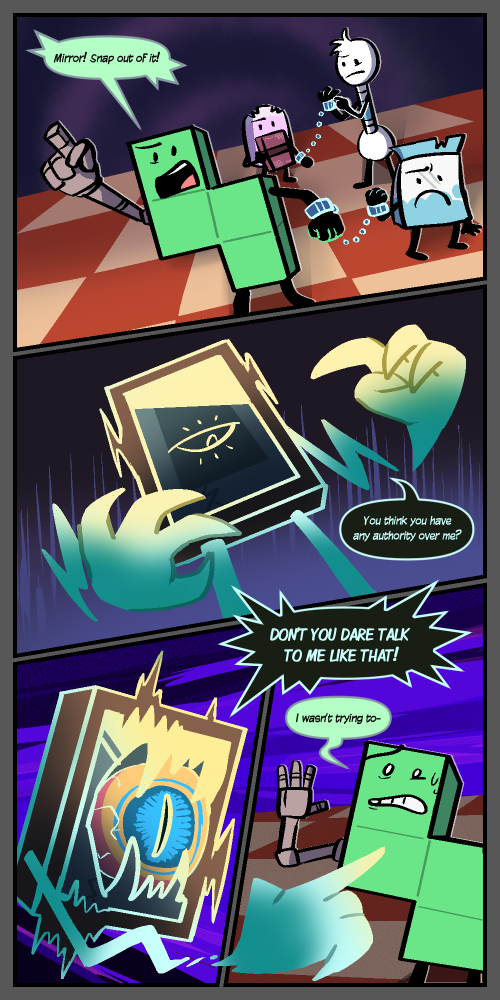 Mirror! Snap out of it!
You think you have
any authority over me?
DON'T YOU DARE TALK
TO ME LIKE THAT!
I wasn't trying to-